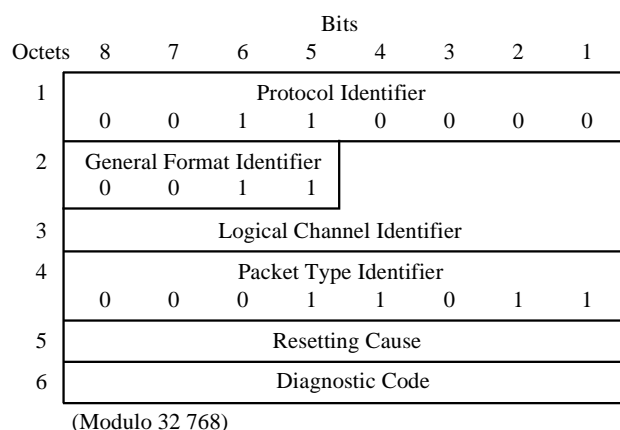 Bits
Octets 8 7 6 5 4 3 2 1
1 Protocol Identifier
0 0 1 1 0 0 0 0
2 General Format Identifier
0 0 1 1
3 Logical Channel Identifier
4 Packet Type Identifier
0 0 0 1 1 0 1 1
5 Resetting Cause
6 Diagnostic Code
(Modulo 32 768)